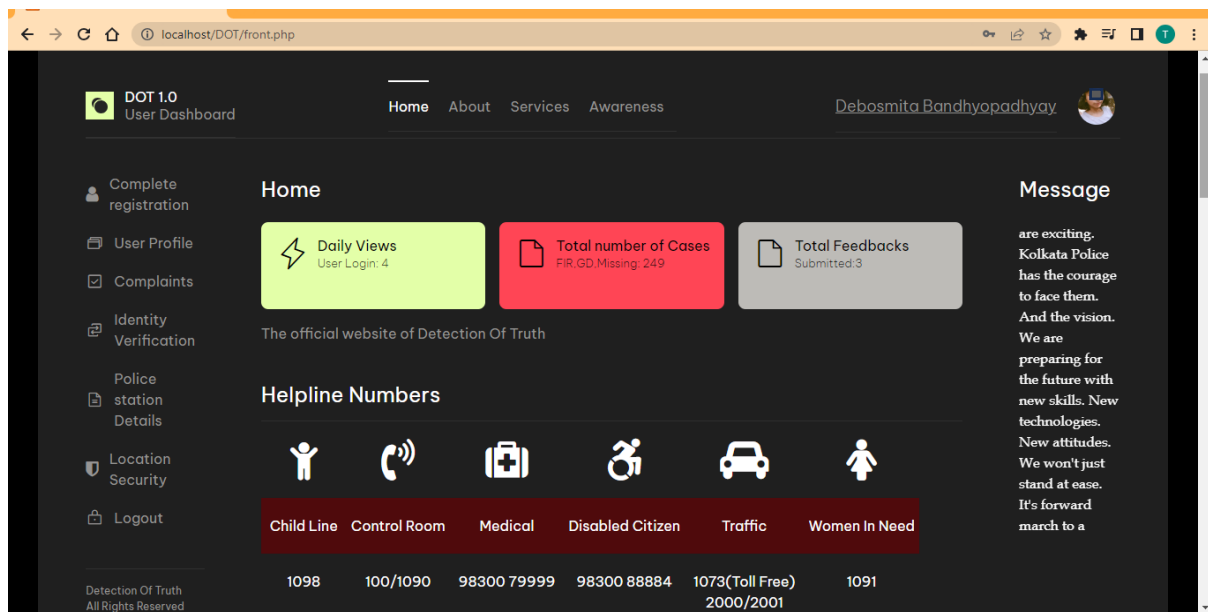 localhost/DOT/front.php
T
DOT 1.0
User Dashboard
Home
About
Services
Awareness
Debosmita Bandhyopadhyay
Complete
registration
User Profile
Complaints
Identity
Verification
Police
station
Details
Location
Security
Logout
Detection Of Truth
All Rights Reserved
Home
Daily Views
User Login: 4
Total number of Cases
FIR,GD,Missing: 249
Total Feedbacks
Submitted:3
The official website of Detection Of Truth
Helpline Numbers
Child Line
Control Room
Medical
Disabled Citizen
Traffic
Women In Need
1098
100/1090
98300 79999
98300 88884
1073(Toll Free)
2000/2001
1091
Message
are exciting.
Kolkata Police
has the courage
to face them.
And the vision.
We are
preparing for
the future with
new skills. New
technologies.
New attitudes.
We won't just
stand at ease.
It's forward
march to a